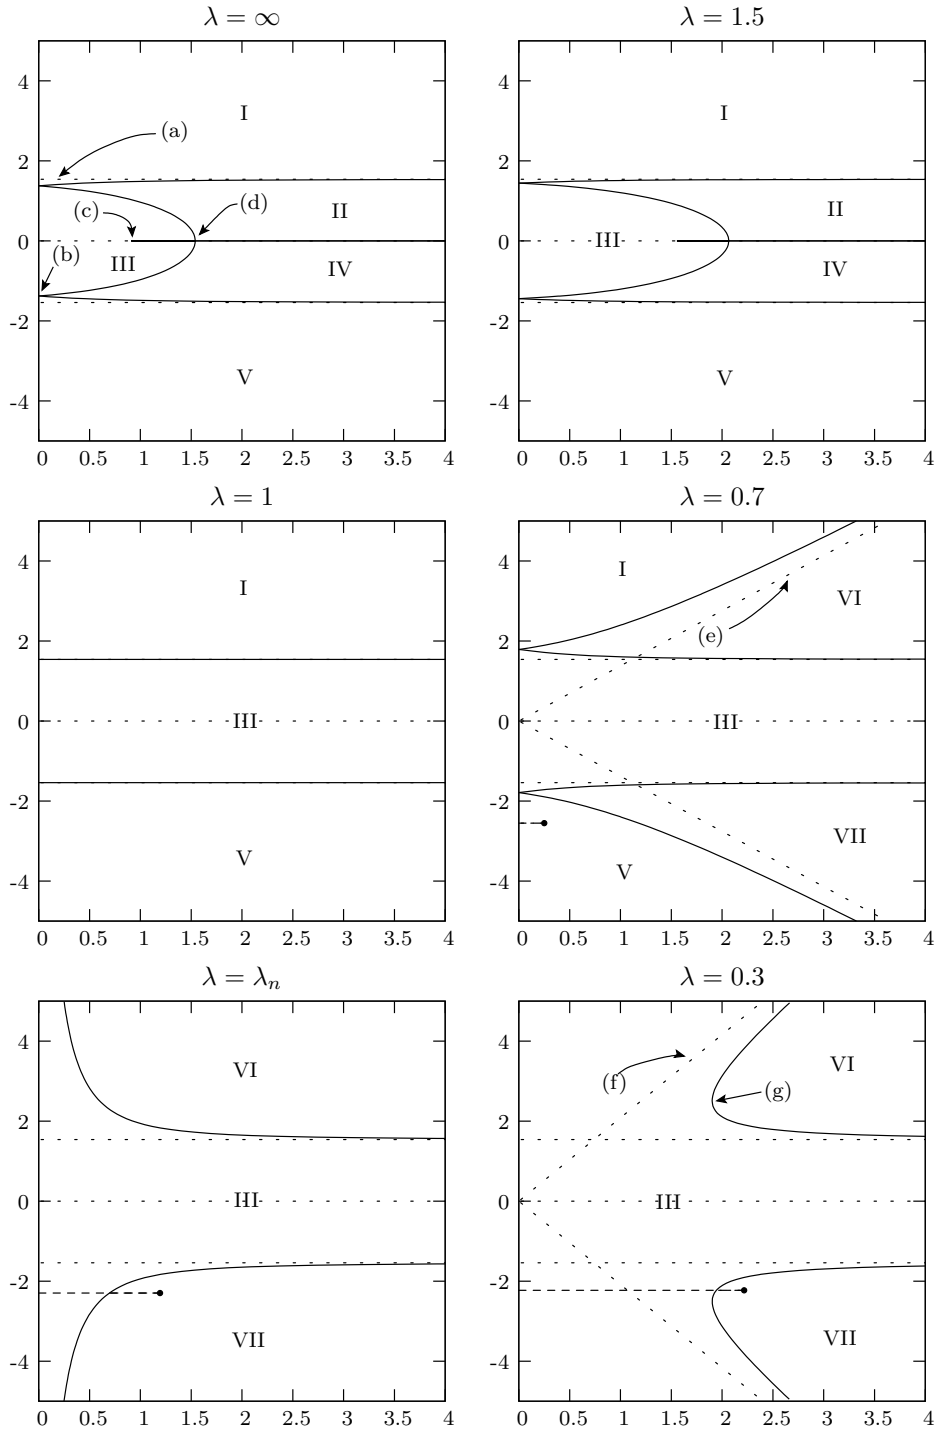 λ = ∞
λ = 1.5
4
2
0
-2
-4
I
(a)
II
(c)
(d)
(b)
III
IV
V
0 0.5 1 1.5 2 2.5 3 3.5 4
4
2
0
-2
-4
I
II
III
IV
V
0 0.5 1 1.5 2 2.5 3 3.5 4
λ = 1
λ = 0.7
4
2
0
-2
-4
I
III
V
0 0.5 1 1.5 2 2.5 3 3.5 4
4
2
0
-2
-4
I
VI
(e)
III
VII
V
0 0.5 1 1.5 2 2.5 3 3.5 4
λ = λn
λ = 0.3
4
2
0
-2
-4
VI
III
VII
0 0.5 1 1.5 2 2.5 3 3.5 4
4
2
0
-2
-4
VI
(f)
(g)
III
VII
0 0.5 1 1.5 2 2.5 3 3.5 4